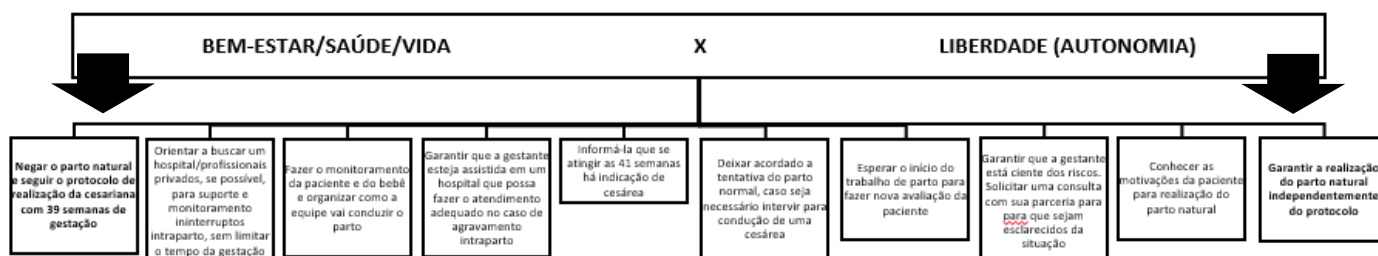 BEM-ESTAR/SAÚDE/VIDA X LIBERDADE (AUTONOMIA)
Negar o parto natural
e seguir o protocolo de
realização da cesariana
com 39 semanas de
gestação
Orientar a buscar um
hospital/profissionais
privados, se possível,
para suporte e
monitoramento
ininterruptos
intraparto, sem limitar
o tempo da gestação
Fazer o monitoramento
da paciente e do bebê
e organizar como a
equipe vai conduzir o
parto
Garantir que a gestante
esteja assistida em um
hospital que possa
fazer o atendimento
adequado no caso de
agravamento
intraparto
Informá-la que se
atingir as 41 semanas
há indicação de
cesárea
Deixar acordado a
tentativa do parto
normal, caso seja
necessário intervir para
condução de uma
cesárea
Esperar o início do
trabalho de parto para
fazer nova avaliação da
paciente
Garantir que a gestante
está ciente dos riscos.
Solicitar uma consulta
com sua parceria para
para que sejam
esclarecidos da
situação
Conhecer as
motivações da paciente
para realização do
parto natural
Garantir a realização
do parto natural
independentemente
do protocolo